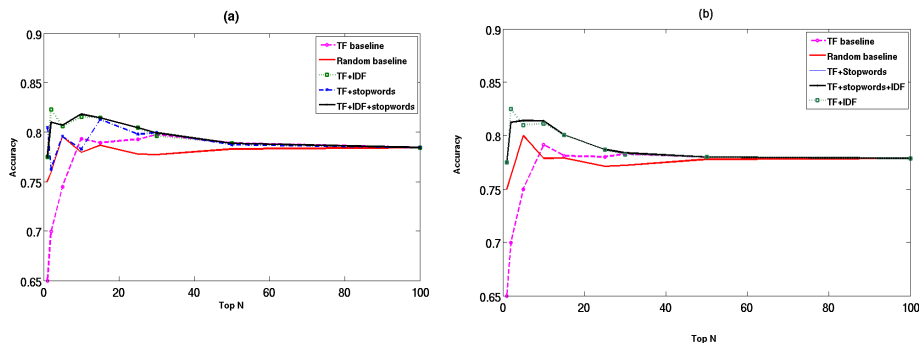 (a)
0.9
0.85
0.8
0.75
0.7
0.65
0
20
40
60
80
100
Accuracy
Top N
TF baseline
Random baseline
TF+IDF
TF+stopwords
TF+IDF+stopwords
(b)
0.9
0.85
0.8
0.75
0.7
0.65
0
20
40
60
80
100
Accuracy
Top N
TF baseline
Random baseline
TF+Stopwords
TF+stopwords+IDF
TF+IDF